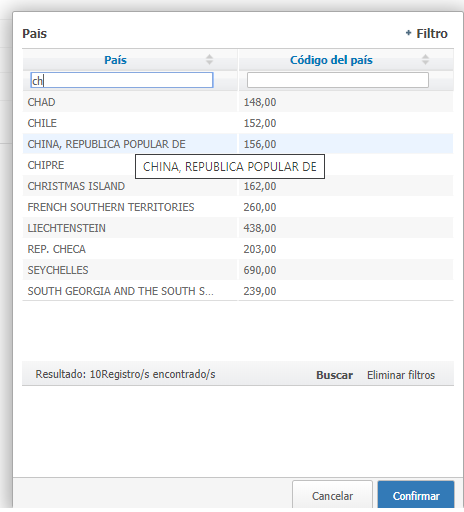 Pais
+ Filtro
País Código del país
ch
CHAD 148,00
CHILE 152,00
CHINA, REPUBLICA POPULAR DE 156,00
CHIPRE
CHINA, REPUBLICA POPULAR DE
CHRISTMAS ISLAND 162,00
FRENCH SOUTHERN TERRITORIES 260,00
LIECHTENSTEIN 438,00
REP. CHECA 203,00
SEYCHELLES 690,00
SOUTH GEORGIA AND THE SOUTH S... 239,00
Resultado: 10Registro/s encontrado/s Buscar Eliminar filtros
Cancelar Confirmar